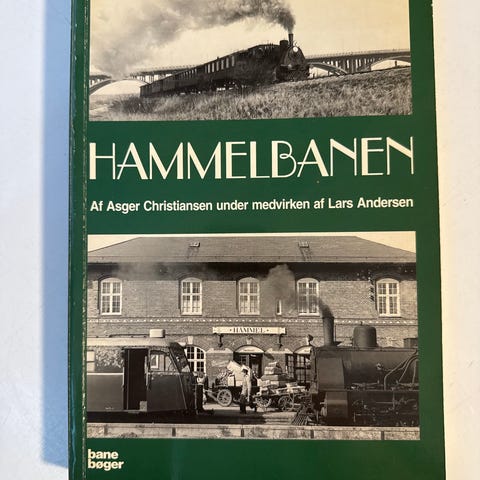 HAMMELBANEN
Af Asger Christiansen under medvirken af Lars Andersen
HAMMEL
bane
bøger